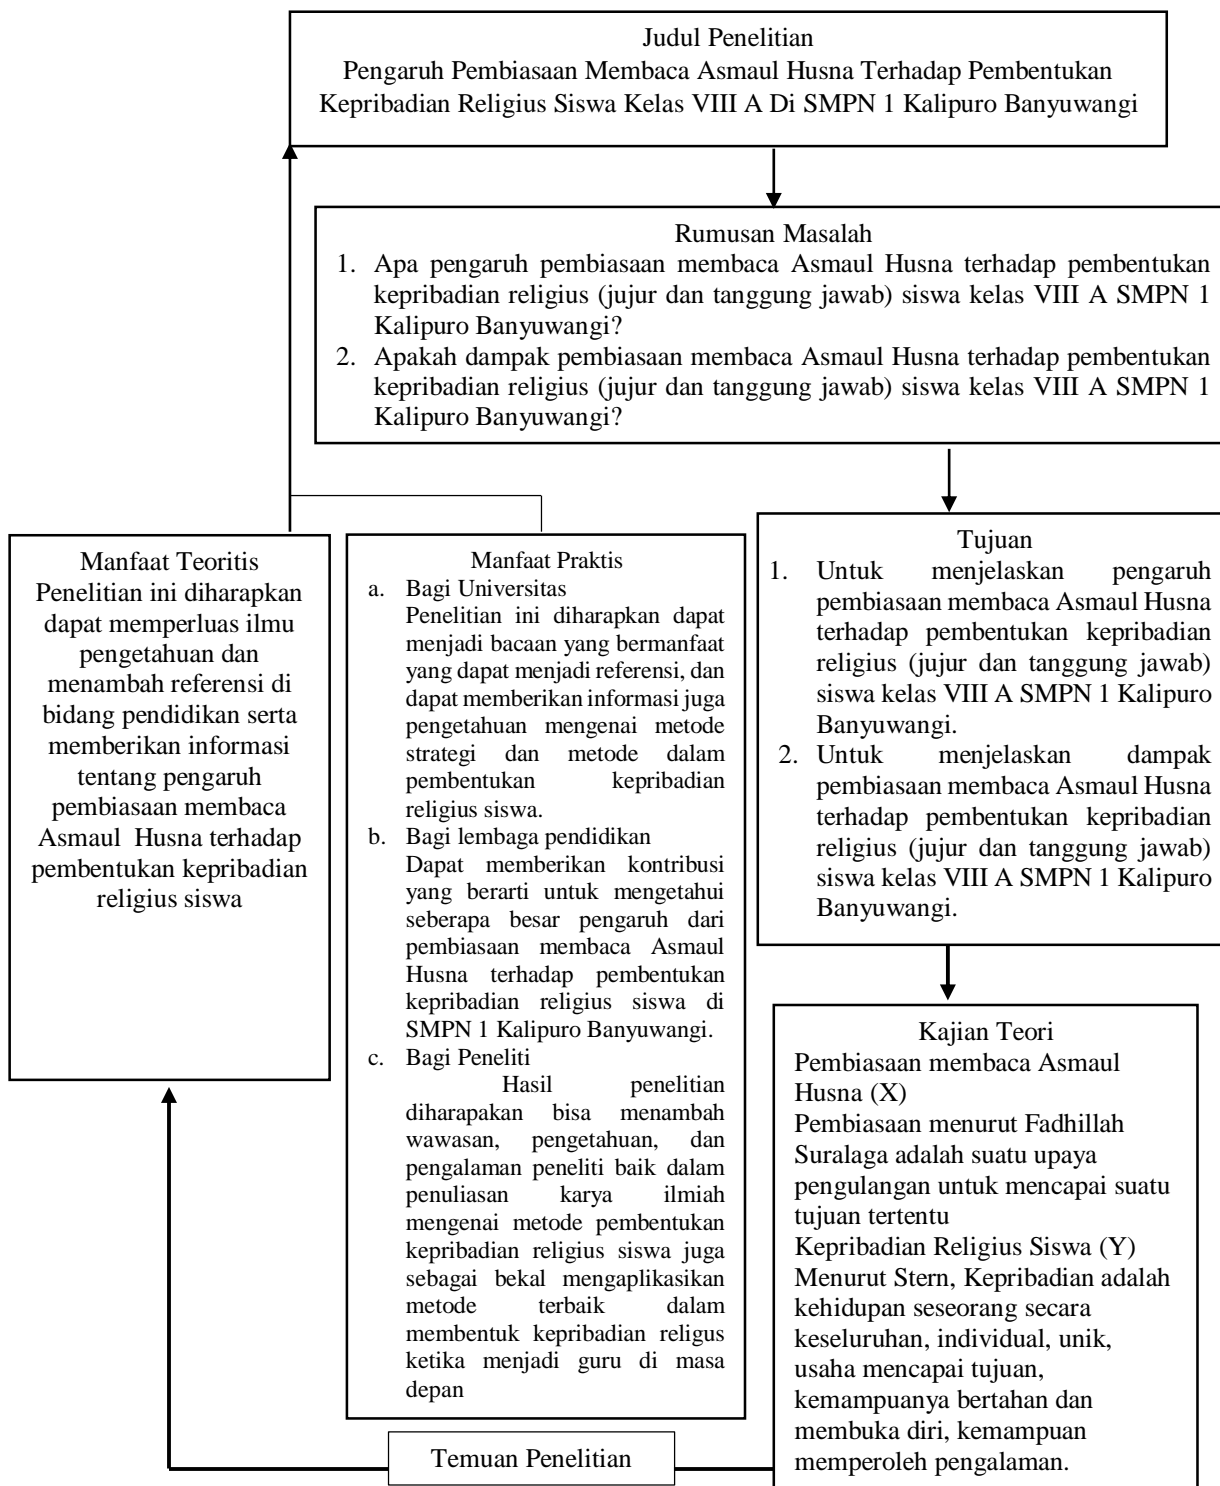 Judul Penelitian
Pengaruh Pembiasaan Membaca Asmaul Husna Terhadap Pembentukan
Kepribadian Religius Siswa Kelas VIII A Di SMPN 1 Kalipuro Banyuwangi
Rumusan Masalah
1. Apa pengaruh pembiasaan membaca Asmaul Husna terhadap pembentukan
kepribadian religius (jujur dan tanggung jawab) siswa kelas VIII A SMPN 1
Kalipuro Banyuwangi?
2. Apakah dampak pembiasaan membaca Asmaul Husna terhadap pembentukan
kepribadian religius (jujur dan tanggung jawab) siswa kelas VIII A SMPN 1
Kalipuro Banyuwangi?
Manfaat Teoritis
Penelitian ini diharapkan
dapat memperluas ilmu
pengetahuan dan
menambah referensi di
bidang pendidikan serta
memberikan informasi
tentang pengaruh
pembiasaan membaca
Asmaul Husna terhadap
pembentukan kepribadian
religius siswa
Manfaat Praktis
a. Bagi Universitas
Penelitian ini diharapkan dapat
menjadi bacaan yang bermanfaat
yang dapat menjadi referensi, dan
dapat memberikan informasi juga
pengetahuan mengenai metode
strategi dan metode dalam
pembentukan kepribadian
religius siswa.
b. Bagi lembaga pendidikan
Dapat memberikan kontribusi
yang berarti untuk mengetahui
seberapa besar pengaruh dari
pembiasaan membaca Asmaul
Husna terhadap pembentukan
kepribadian religius siswa di
SMPN 1 Kalipuro Banyuwangi.
c. Bagi Peneliti
Hasil penelitian
diharapakan bisa menambah
wawasan, pengetahuan, dan
pengalaman peneliti baik dalam
penuliasan karya ilmiah
mengenai metode pembentukan
kepribadian religius siswa juga
sebagai bekal mengaplikasikan
metode terbaik dalam
membentuk kepribadian religus
ketika menjadi guru di masa
depan
Tujuan
1. Untuk menjelaskan pengaruh
pembiasaan membaca Asmaul Husna
terhadap pembentukan kepribadian
religius (jujur dan tanggung jawab)
siswa kelas VIII A SMPN 1 Kalipuro
Banyuwangi.
2. Untuk menjelaskan dampak
pembiasaan membaca Asmaul Husna
terhadap pembentukan kepribadian
religius (jujur dan tanggung jawab)
siswa kelas VIII A SMPN 1 Kalipuro
Banyuwangi.
Kajian Teori
Pembiasaan membaca Asmaul
Husna (X)
Pembiasaan menurut Fadhillah
Suralaga adalah suatu upaya
pengulangan untuk mencapai suatu
tujuan tertentu
Kepribadian Religius Siswa (Y)
Menurut Stern, Kepribadian adalah
kehidupan seseorang secara
keseluruhan, individual, unik,
usaha mencapai tujuan,
kemampuanya bertahan dan
membuka diri, kemampuan
memperoleh pengalaman.
Temuan Penelitian